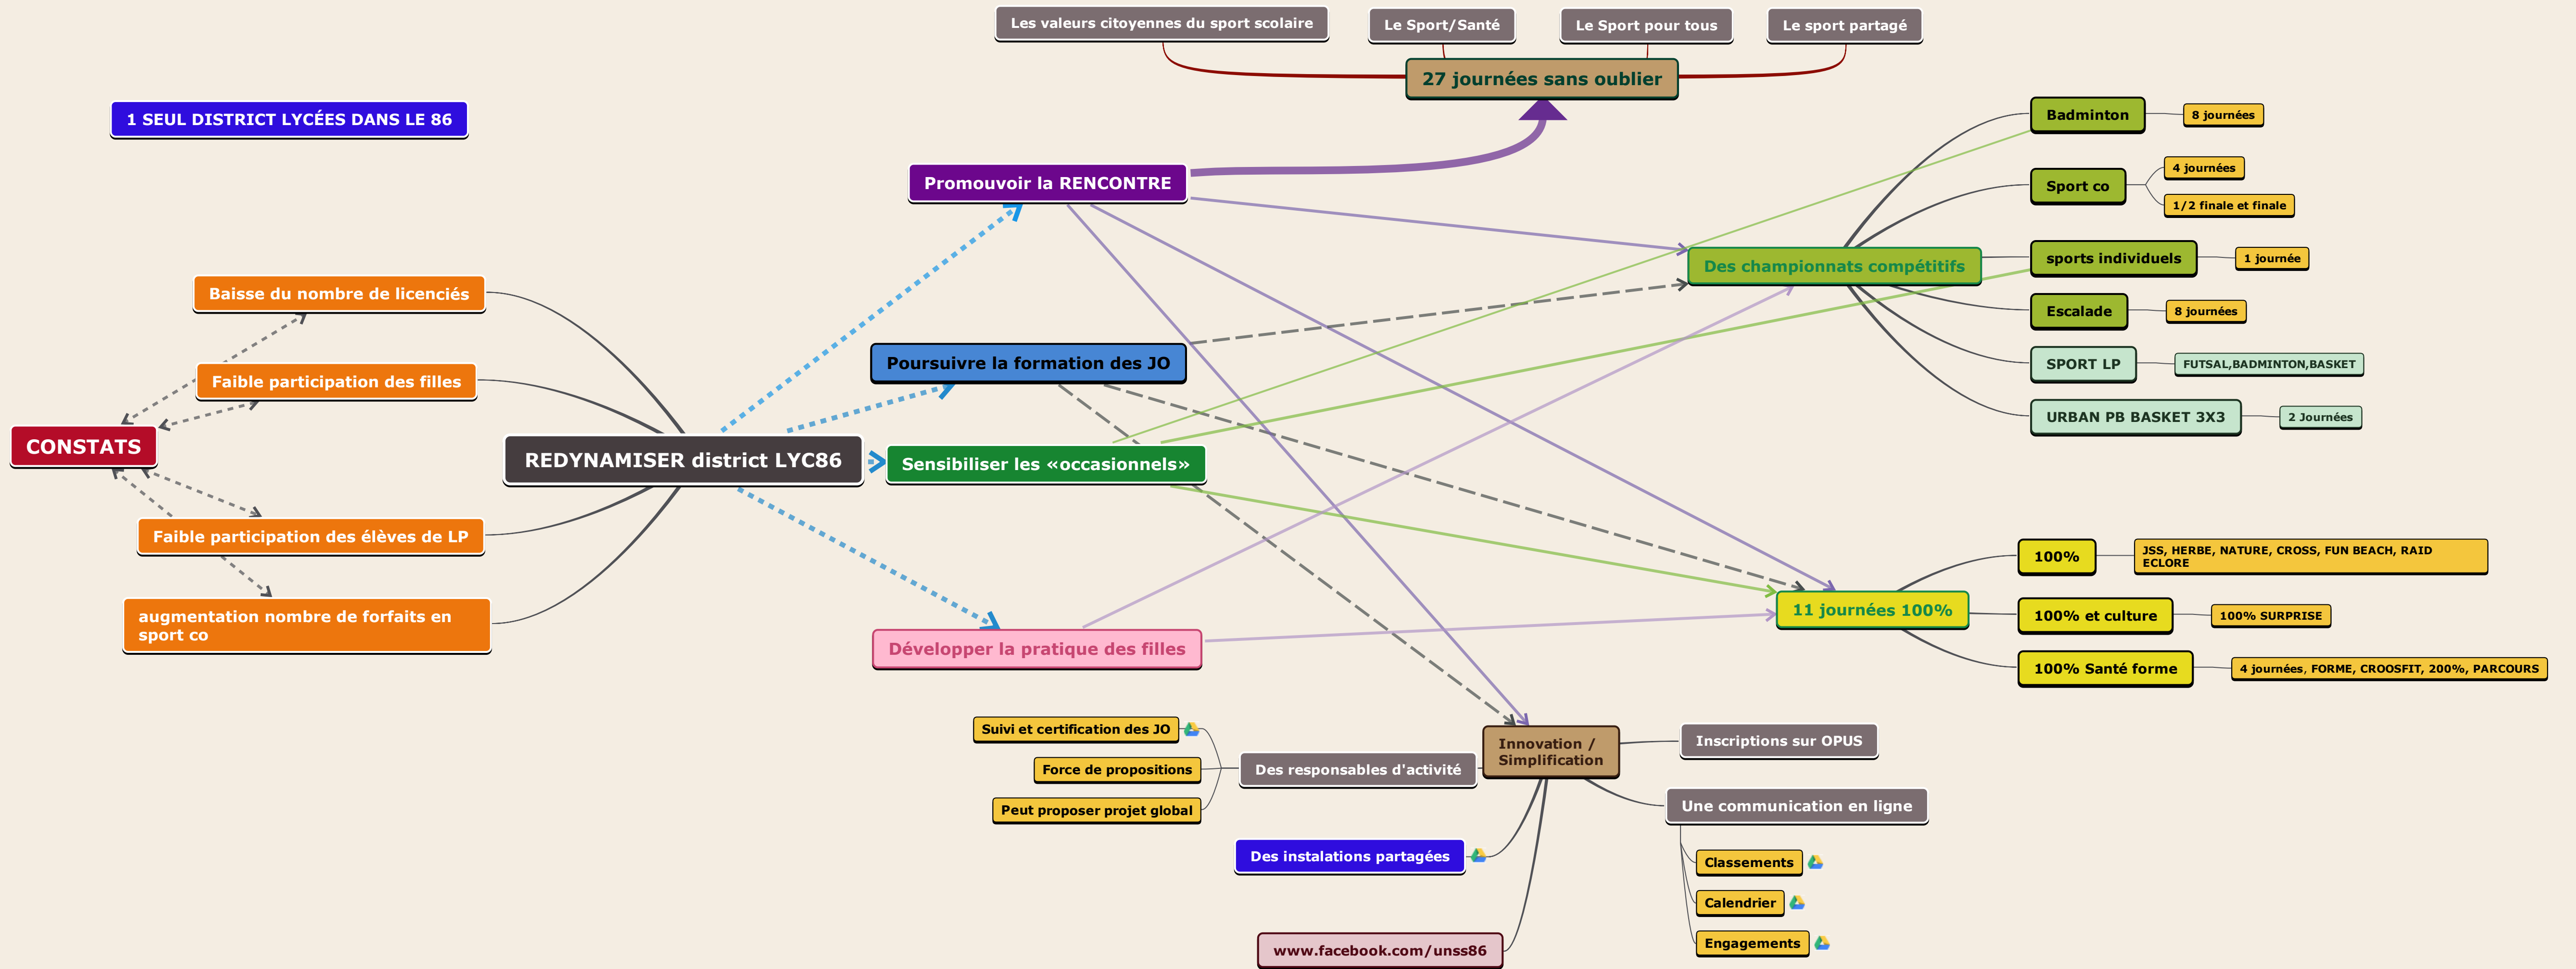 Les valeurs citoyennes du sport scolaire
Le Sport/Santé
Le Sport pour tous
Le sport partagé
27 journées sans oublier
1 SEUL DISTRICT LYCÉES DANS LE 86
Promouvoir la RENCONTRE
Baisse du nombre de licenciés
Faible participation des filles
CONSTATS
Faible participation des élèves de LP
augmentation nombre de forfaits en
sport co
REDYNAMISER district LYC86
Poursuivre la formation des JO
Sensibiliser les «occasionnels»
Développer la pratique des filles
Des championnats compétitifs
Badminton
8 journées
Sport co
4 journées
1/2 finale et finale
sports individuels
1 journée
Escalade
8 journées
SPORT LP
FUTSAL,BADMINTON,BASKET
URBAN PB BASKET 3X3
2 Journées
11 journées 100%
100%
JSS, HERBE, NATURE, CROSS, FUN BEACH, RAID
ECLORE
100% et culture
100% SURPRISE
100% Santé forme
4 journées, FORME, CROOSFIT, 200%, PARCOURS
Innovation /
Simplification
Des responsables d'activité
Suivi et certification des JO
Force de propositions
Peut proposer projet global
Des instalations partagées
www.facebook.com/unss86
Inscriptions sur OPUS
Une communication en ligne
Classements
Calendrier
Engagements